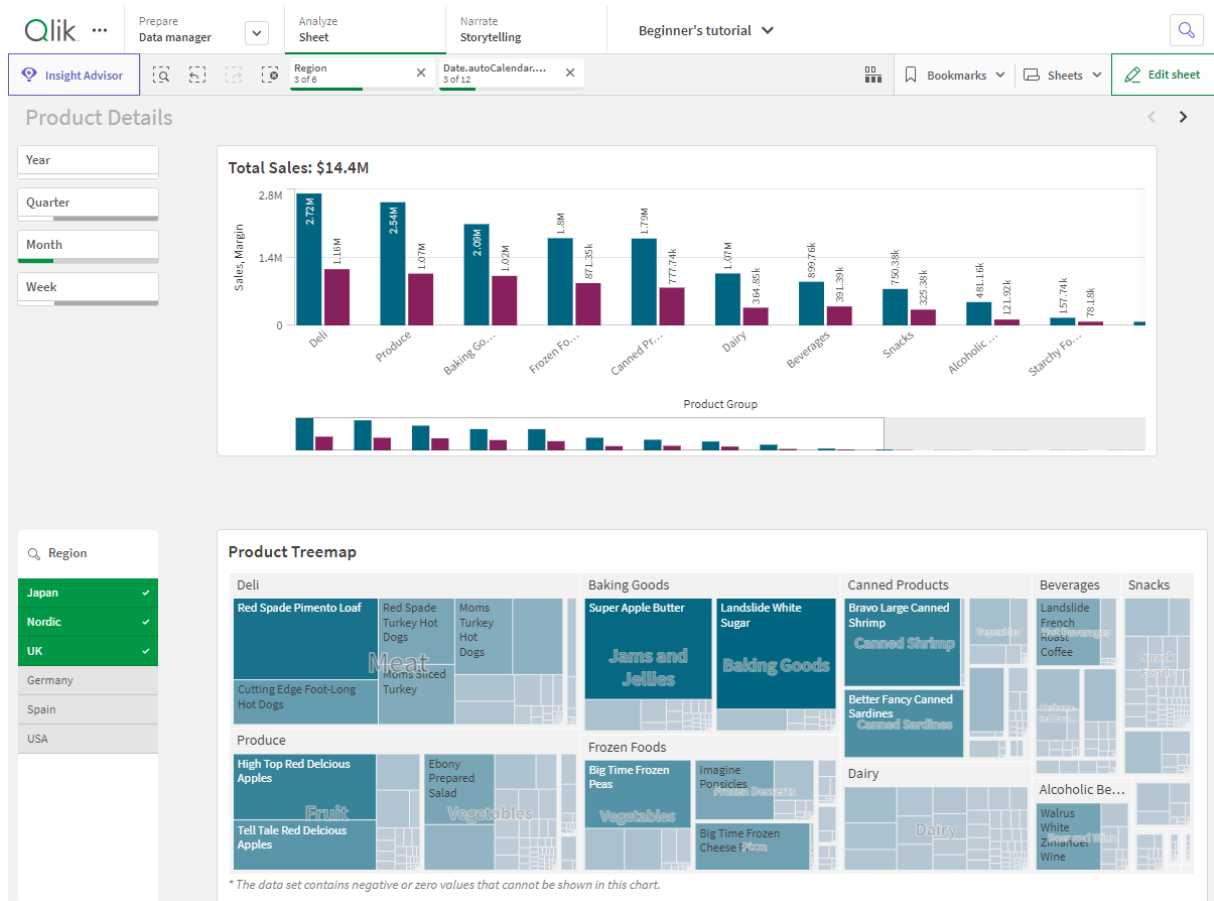 Qlik
Prepare
Data manager
Analyze
Sheet
Narrate
Storytelling
Beginner's tutorial
Insight Advisor
Region
3 of 6
Date.autoCalendar....
3 of 12
Bookmarks
Sheets
Edit sheet
Product Details
Year
Quarter
Month
Week
Total Sales: $14.4M
Sales, Margin
2.8M
1.4M
0
2.72M
1.16M
2.54M
1.07M
2.09M
1.02M
1.8M
871.35k
1.79M
777.74k
1.07M
364.85k
899.76k
391.39k
750.38k
325.38k
481.16k
121.92k
157.74k
78.18k
Deli
Produce
Baking Go...
Frozen Fo...
Canned Pr...
Dairy
Beverages
Snacks
Alcoholic ...
Starchy Fo...
Product Group
Region
Japan
Nordic
UK
Germany
Spain
USA
Product Treemap
Deli
Red Spade Pimento Loaf
Red Spade
Turkey Hot
Dogs
Moms
Turkey
Hot
Dogs
Meat
Cutting Edge Foot-Long
Hot Dogs
Moms Sliced
Turkey
Produce
High Top Red Delcious
Apples
Fruit
Tell Tale Red Delcious
Apples
Ebony
Prepared
Salad
Vegetables
Baking Goods
Super Apple Butter
Jams and
Jellies
Landslide White
Sugar
Baking Goods
Frozen Foods
Big Time Frozen
Peas
Vegetables
Imagine
Popsicles
Frozen Desserts
Big Time Frozen
Cheese
Pizza
Canned Products
Bravo Large Canned
Shrimp
Canned Shrimp
Vegetables
Better Fancy Canned
Sardines
Canned Sardines
Dairy
Dairy
Beverages
Landslide
French
Roast
Coffee
Hot Beverages
Snacks
Snack
Foods
Alcoholic Be...
Walrus
White
Zinfandel
Wine
Beer and Wine
* The data set contains negative or zero values that cannot be shown in this chart.